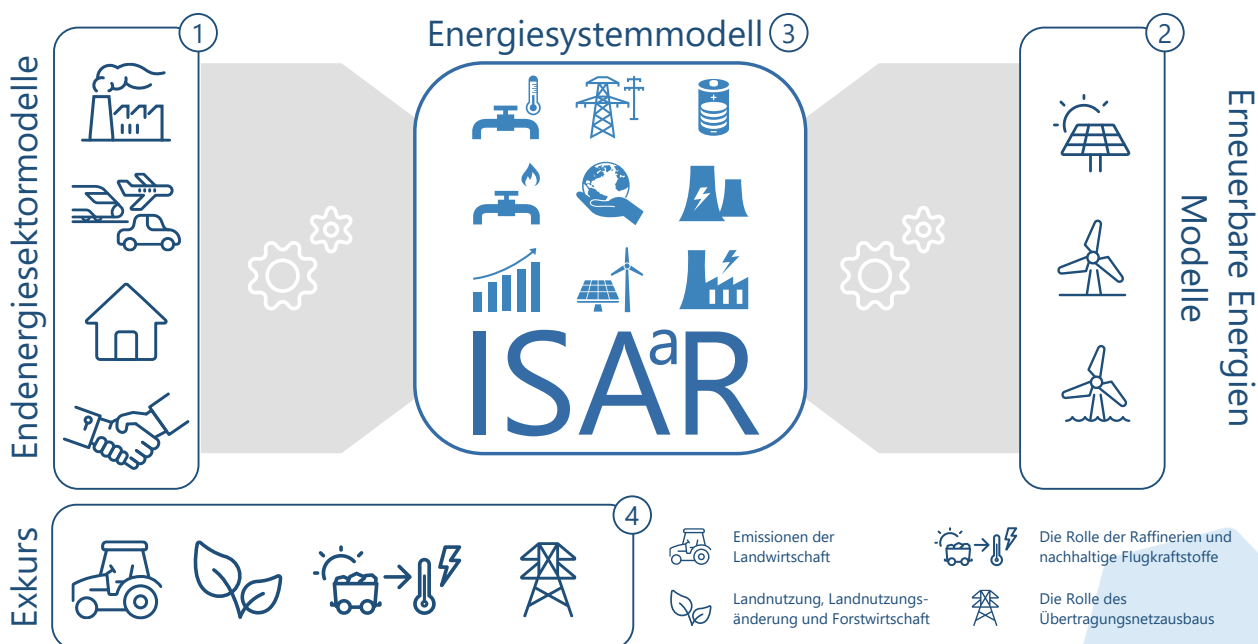 Endenergiesektormodelle
1
Energiesystemmodell 3
ISAaR
2
Erneuerbare Energien
Modelle
Exkurs
4
Emissionen der
Landwirtschaft
Landnutzung, Landnutzungs-
änderung und Forstwirtschaft
Die Rolle der Raffinerien und
nachhaltige Flugkraftstoffe
Die Rolle des
Übertragungsnetzausbaus